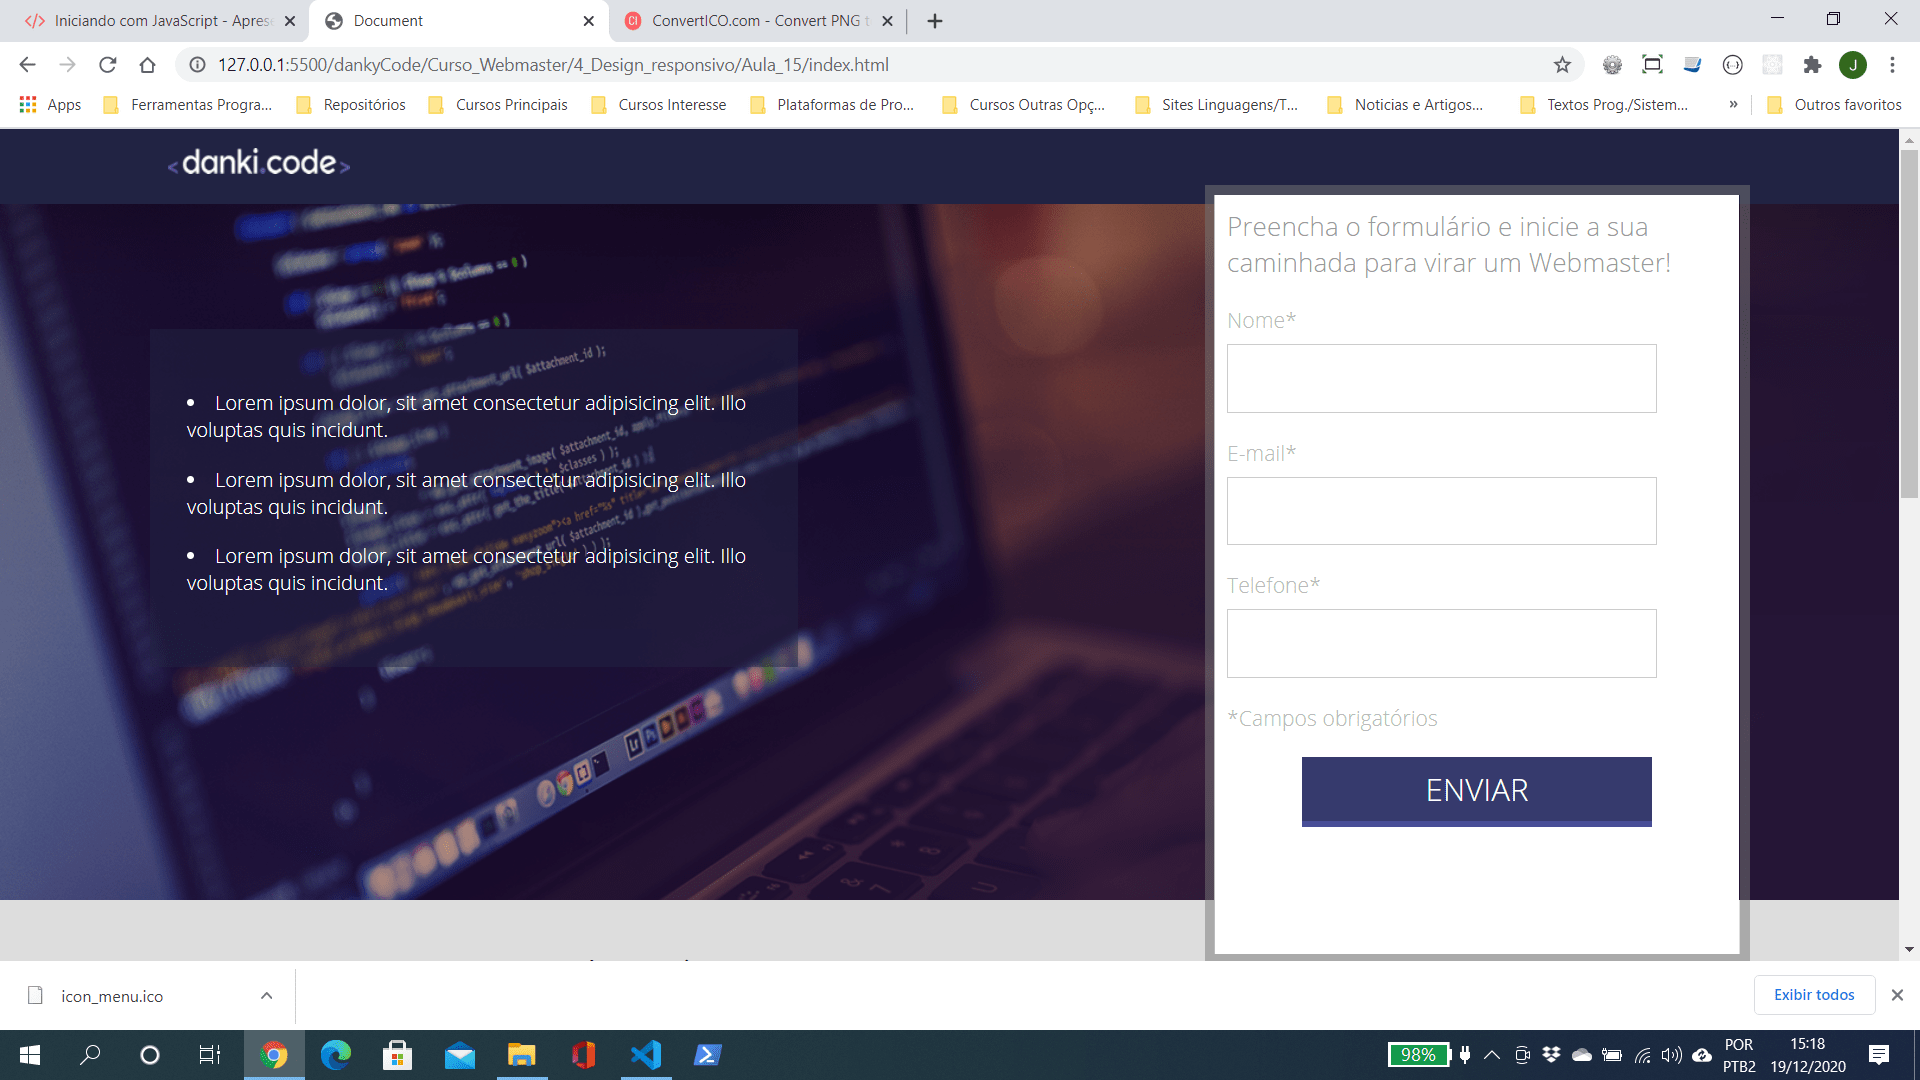 Iniciando com JavaScript - Aprese
Document
ConvertICO.com - Convert PNG t
127.0.0.1:5500/dankyCode/Curso_Webmaster/4_Design_responsivo/Aula_15/index.html
J
Apps
Ferramentas Progra...
Repositórios
Cursos Principais
Cursos Interesse
Plataformas de Pro...
Cursos Outras Opç...
Sites Linguagens/T...
Noticias e Artigos...
Textos Prog./Sistem...
»
Outros favoritos
<danki.code>
Preencha o formulário e inicie a sua
caminhada para virar um Webmaster!
Nome*
E-mail*
Telefone*
*Campos obrigatórios
ENVIAR
• Lorem ipsum dolor, sit amet consectetur adipisicing elit. Illo
voluptas quis incidunt.
• Lorem ipsum dolor, sit amet consectetur adipisicing elit. Illo
voluptas quis incidunt.
• Lorem ipsum dolor, sit amet consectetur adipisicing elit. Illo
voluptas quis incidunt.
icon_menu.ico
Exibir todos
98%
POR
PTB2
15:18
19/12/2020